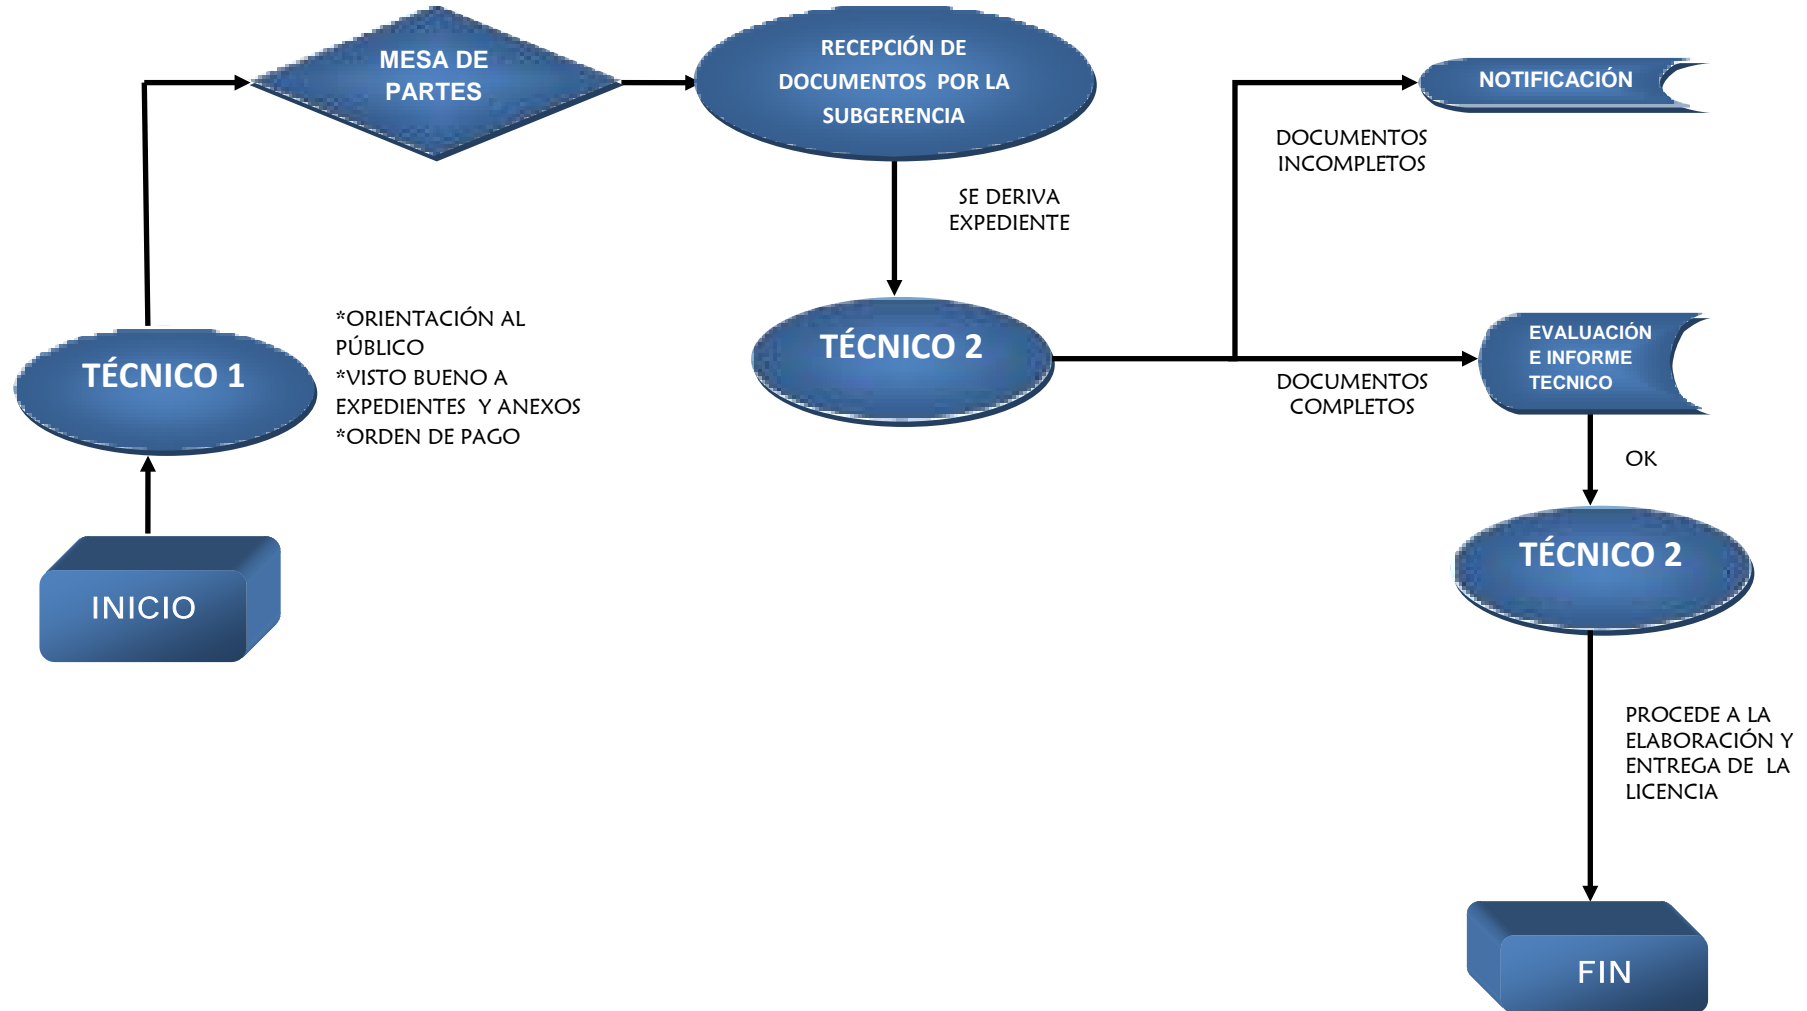 MESA DE
PARTES
RECEPCIÓN DE
DOCUMENTOS POR LA
SUBGERENCIA
NOTIFICACIÓN
DOCUMENTOS
INCOMPLETOS
SE DERIVA
EXPEDIENTE
*ORIENTACIÓN AL
PÚBLICO
*VISTO BUENO A
EXPEDIENTES Y ANEXOS
*ORDEN DE PAGO
TÉCNICO 1
TÉCNICO 2
DOCUMENTOS
COMPLETOS
EVALUACIÓN
E INFORME
TECNICO
OK
TÉCNICO 2
INICIO
PROCEDE A LA
ELABORACIÓN Y
ENTREGA DE LA
LICENCIA
FIN